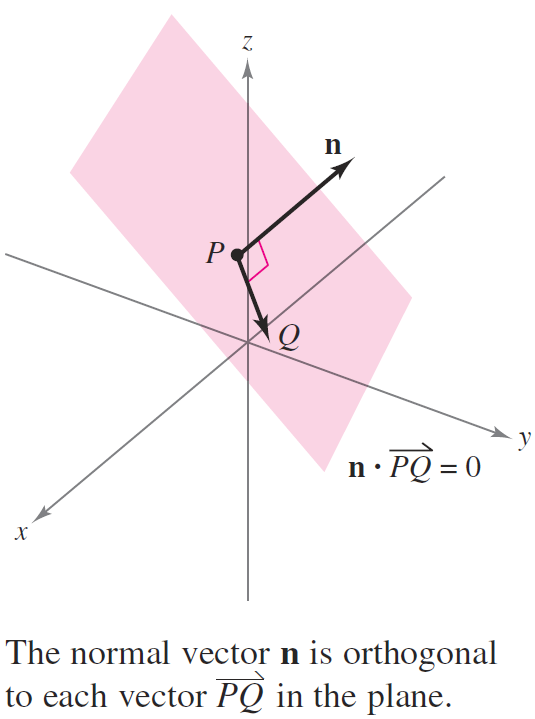 z
n
P
Q
y
n · PQ⃗ = 0
x
The normal vector n is orthogonal
to each vector PQ⃗ in the plane.